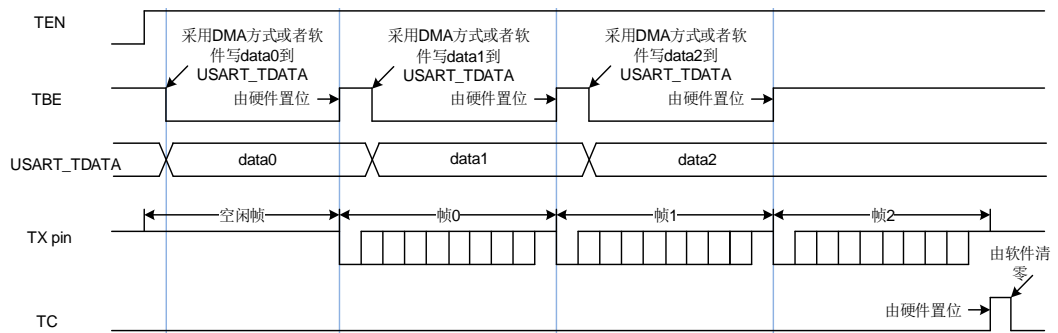 TEN
采用DMA方式或者软
件写data0到
USART_TDATA
采用DMA方式或者软
件写data1到
USART_TDATA
采用DMA方式或者软
件写data2到
USART_TDATA
TBE
由硬件置位
由硬件置位
由硬件置位
USART_TDATA
data0
data1
data2
空闲帧
帧0
帧1
帧2
TX pin
由软件清
零
由硬件置位
TC